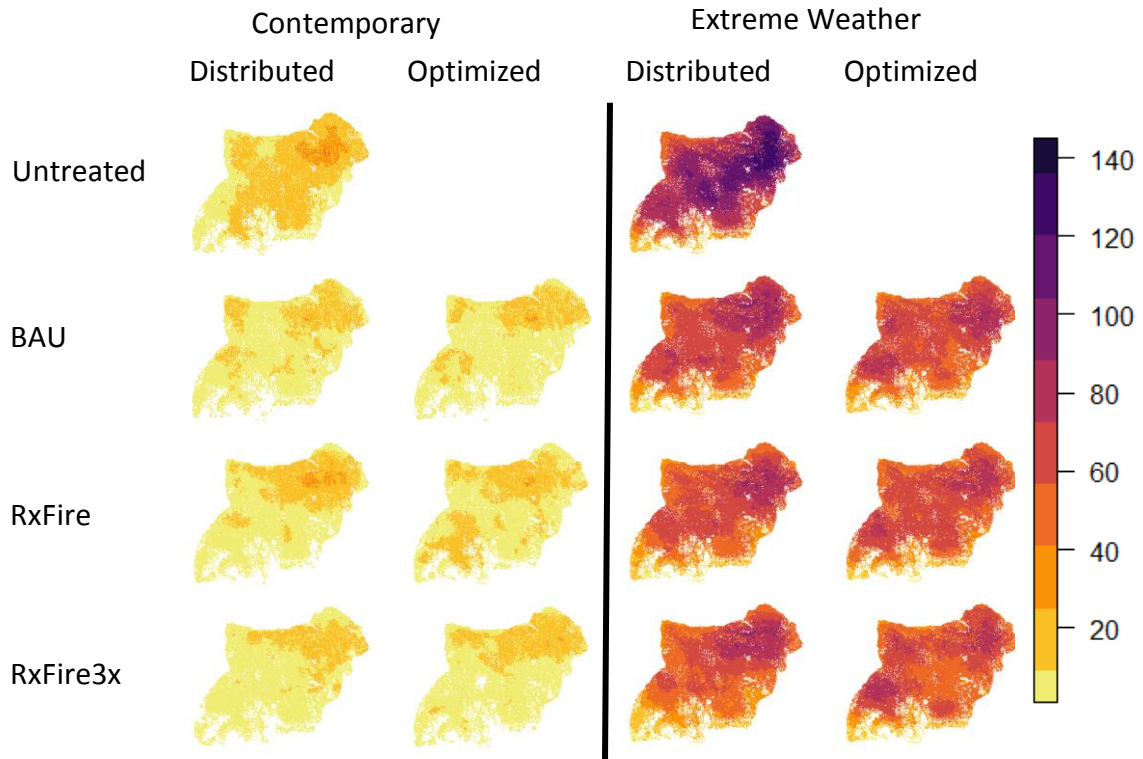 Contemporary Extreme Weather
Distributed Optimized Distributed Optimized
Untreated
BAU
RxFire
RxFire3x
140
120
100
80
60
40
20